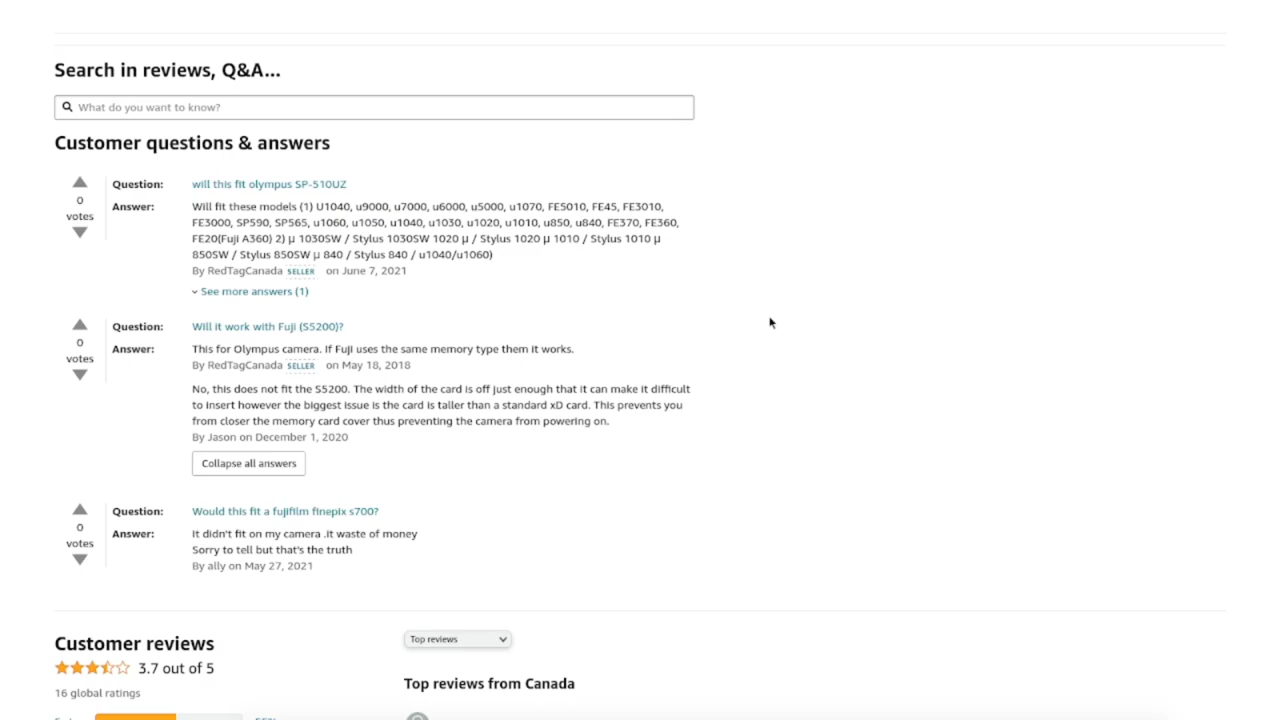 Search in reviews, Q&A...
What do you want to know?
Customer questions & answers
Question: will this fit olympus SP-510UZ
0
votes
Answer: Will fit these models (1) U1040, u9000, u7000, u6000, u5000, u1070, FE5010, FE45, FE3010,
FE3000, SP590, SP565, u1060, u1050, u1040, u1030, u1020, u1010, u850, u840, FE370, FE360,
FE20(Fuji A360) 2) µ 1030SW / Stylus 1030SW 1020 µ / Stylus 1020 µ 1010 / Stylus 1010 µ
850SW / Stylus 850SW µ 840 / Stylus 840 / u1040/u1060)
By RedTagCanada SELLER on June 7, 2021
See more answers (1)
Question: Will it work with Fuji (S5200)?
0
votes
Answer: This for Olympus camera. If Fuji uses the same memory type them it works.
By RedTagCanada SELLER on May 18, 2018
No, this does not fit the S5200. The width of the card is off just enough that it can make it difficult
to insert however the biggest issue is the card is taller than a standard xD card. This prevents you
from closer the memory card cover thus preventing the camera from powering on.
By Jason on December 1, 2020
Collapse all answers
Question: Would this fit a fujifilm finepix s700?
0
votes
Answer: It didn't fit on my camera .it waste of money
Sorry to tell but that's the truth
By ally on May 27, 2021
Customer reviews
3.7 out of 5
16 global ratings
Top reviews
Top reviews from Canada